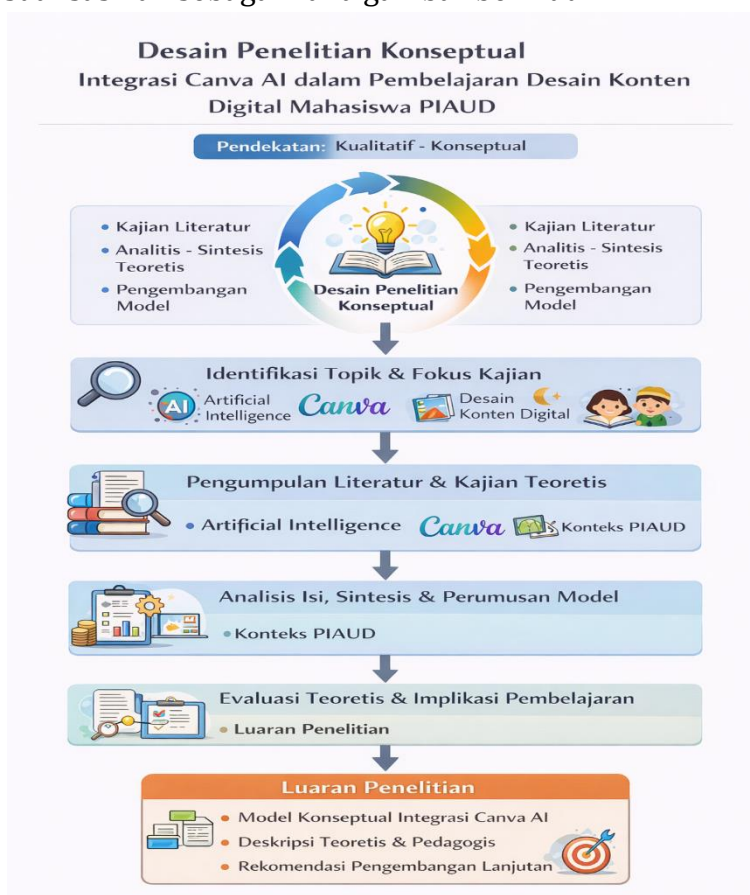 Desain Penelitian Konseptual
Integrasi Canva AI dalam Pembelajaran Desain Konten
Digital Mahasiswa PIAUD
Pendekatan: Kualitatif - Konseptual
• Kajian Literatur
• Analitis - Sintesis
Teoretis
• Pengembangan
Model
Desain Penelitian
Konseptual
• Kajian Literatur
• Analitis - Sintesis
Teoretis
• Pengembangan
Model
Identifikasi Topik & Fokus Kajian
AI
Artificial
Intelligence
Canva
Desain
Konten Digital
Pengumpulan Literatur & Kajian Teoretis
• Artificial Intelligence
Canva
Konteks PIAUD
Analisis Isi, Sintesis & Perumusan Model
• Konteks PIAUD
Evaluasi Teoretis & Implikasi Pembelajaran
• Luaran Penelitian
Luaran Penelitian
• Model Konseptual Integrasi Canva AI
• Deskripsi Teoretis & Pedagogis
• Rekomendasi Pengembangan Lanjutan